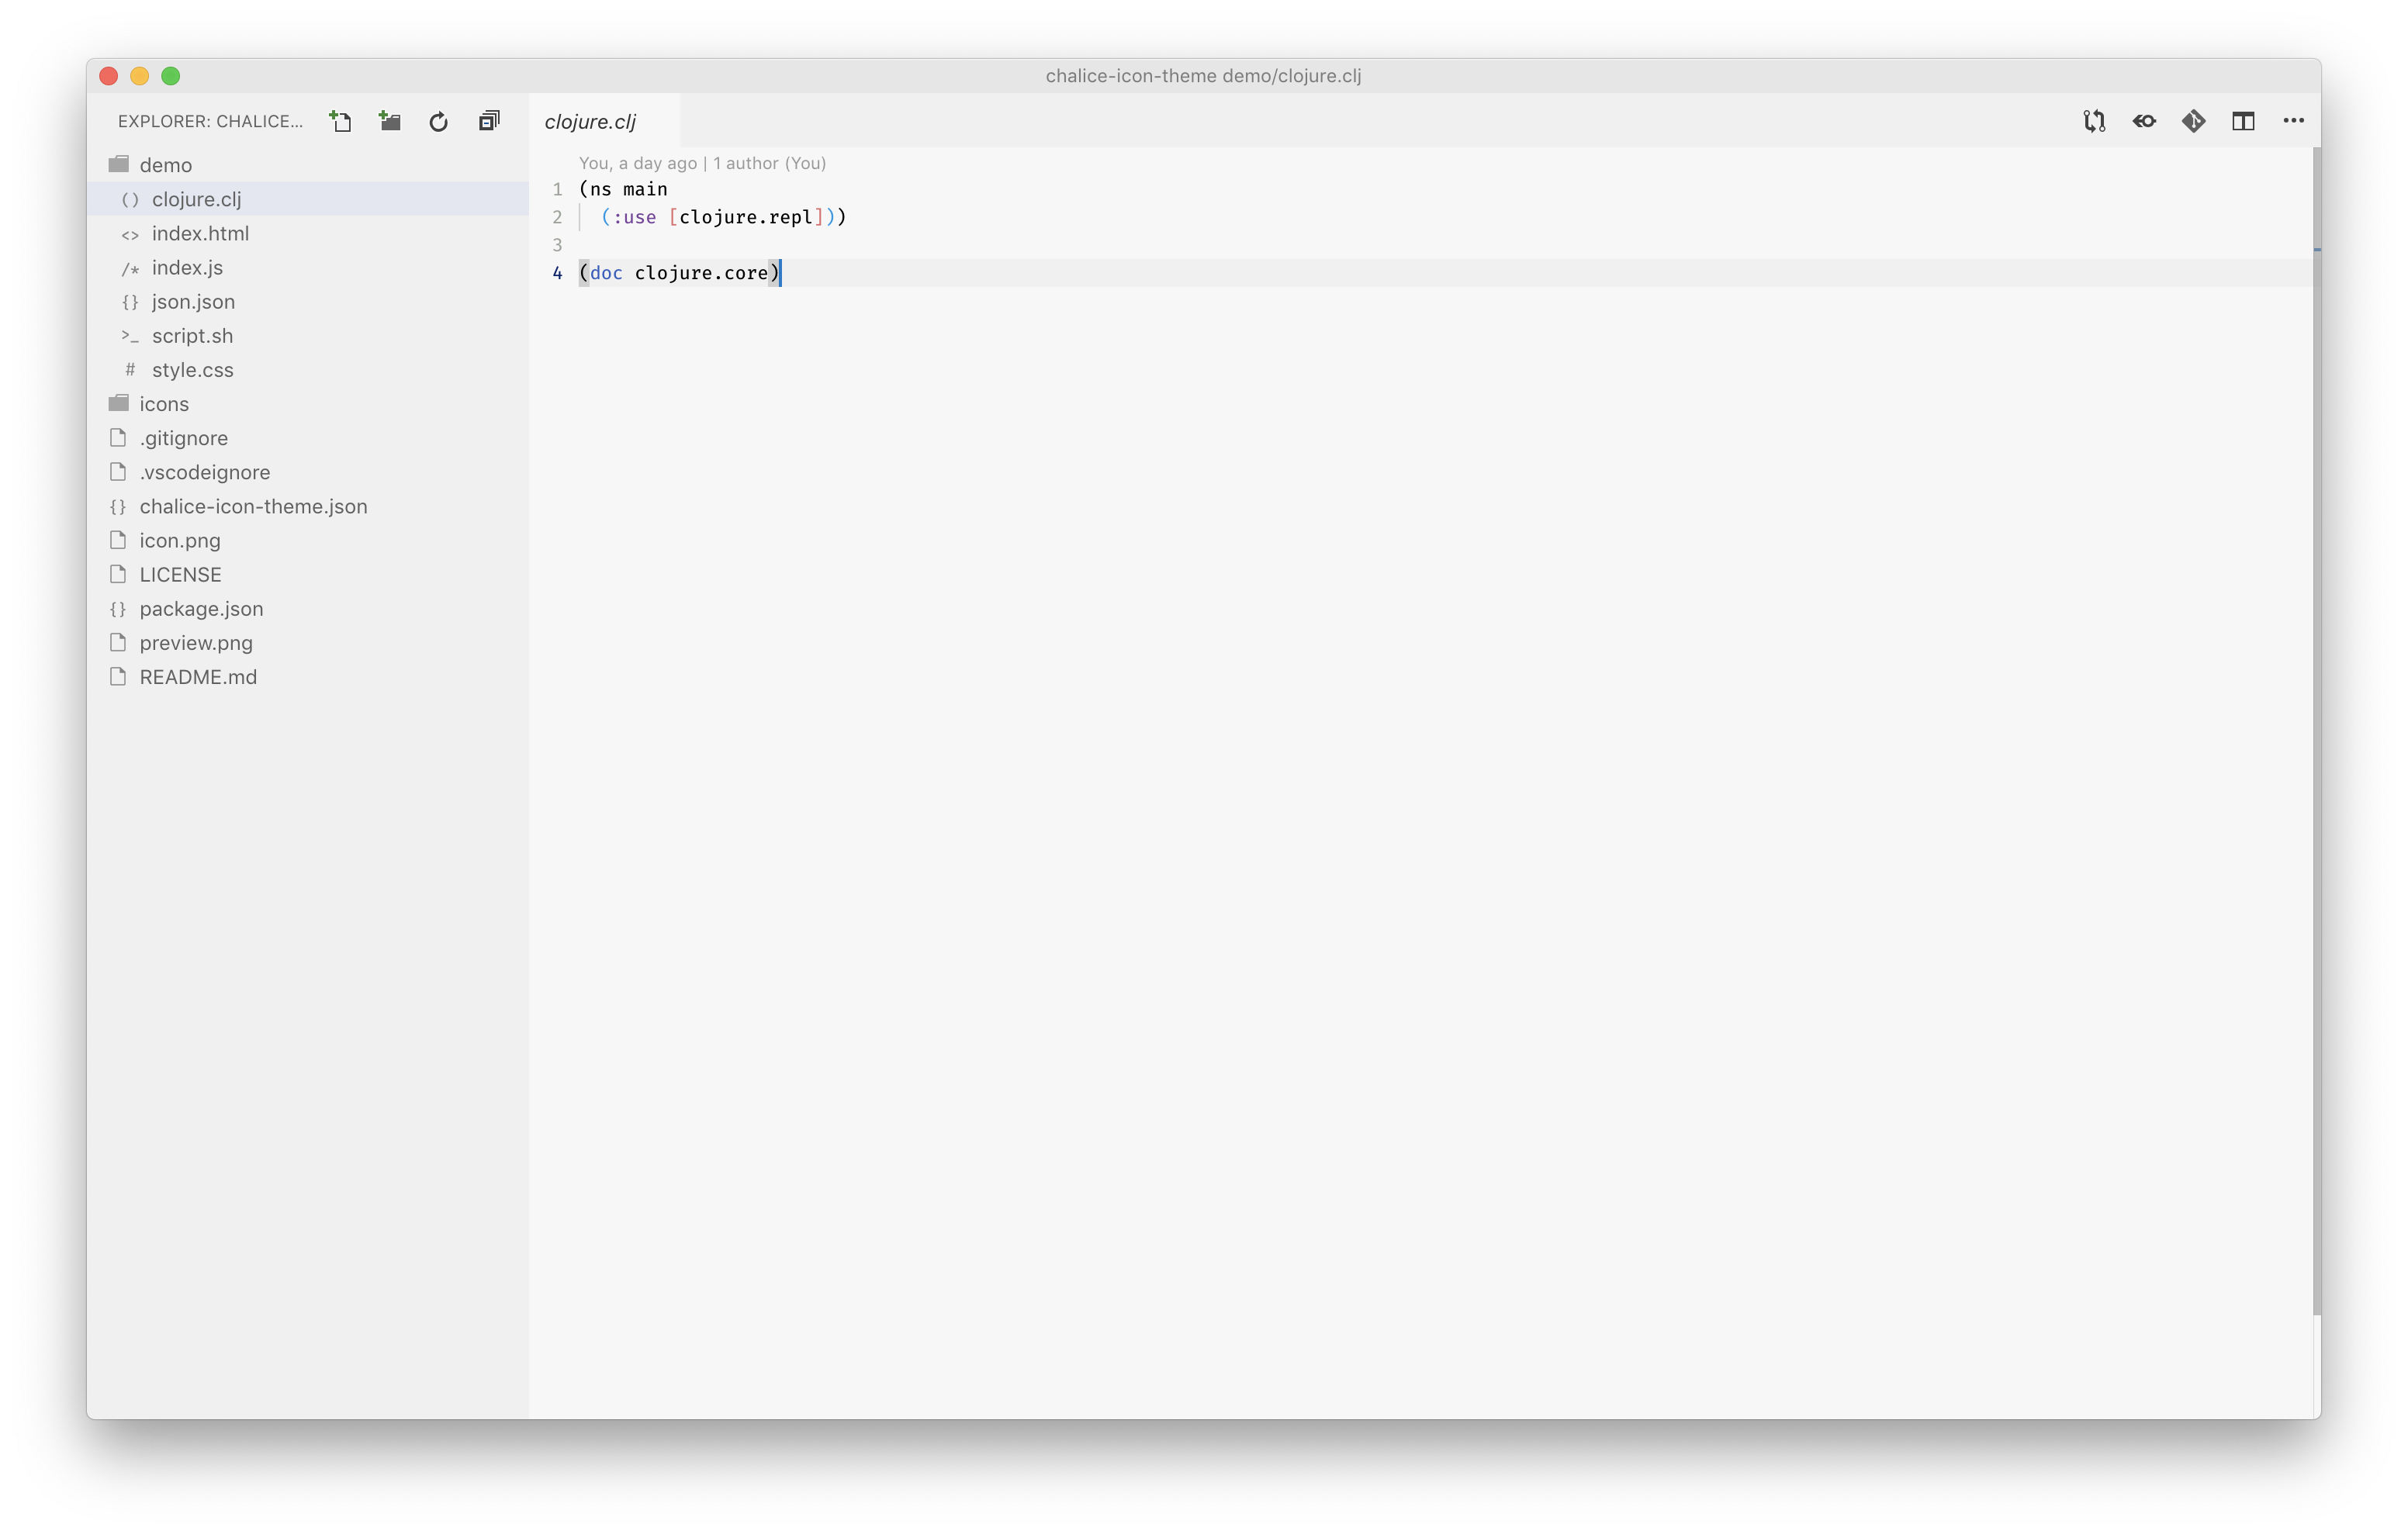 chalice-icon-theme demo/clojure.clj
EXPLORER: CHALICE...
clojure.clj
demo
() clojure.clj
<> index.html
/* index.js
{} json.json
>_ script.sh
# style.css
icons
.gitignore
.vscodeignore
{} chalice-icon-theme.json
icon.png
LICENSE
{} package.json
preview.png
README.md
You, a day ago | 1 author (You)
1 (ns main
2   (:use [clojure.repl]))
3
4 (doc clojure.core)